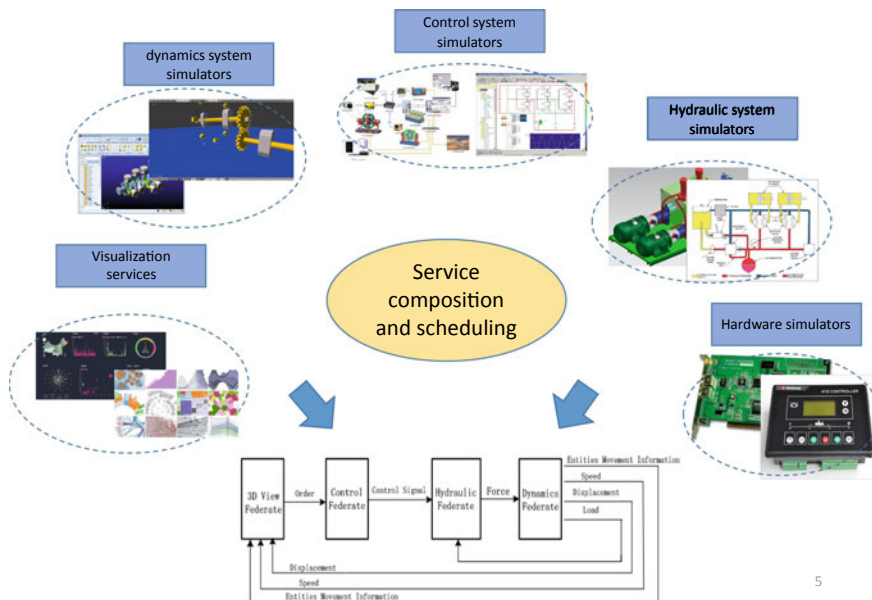 Control system
simulators
dynamics system
simulators
Hydraulic system
simulators
Visualization
services
Service
composition
and scheduling
Hardware simulators
ATS CONTROLLER
Entities Movement Information
Speed
Displacement
Load
3D View
Federate
Order
Control
Federate
Control Signal
Hydraulic
Federate
Force
Dynamics
Federate
Displacement
Speed
Entities Movement Information
5